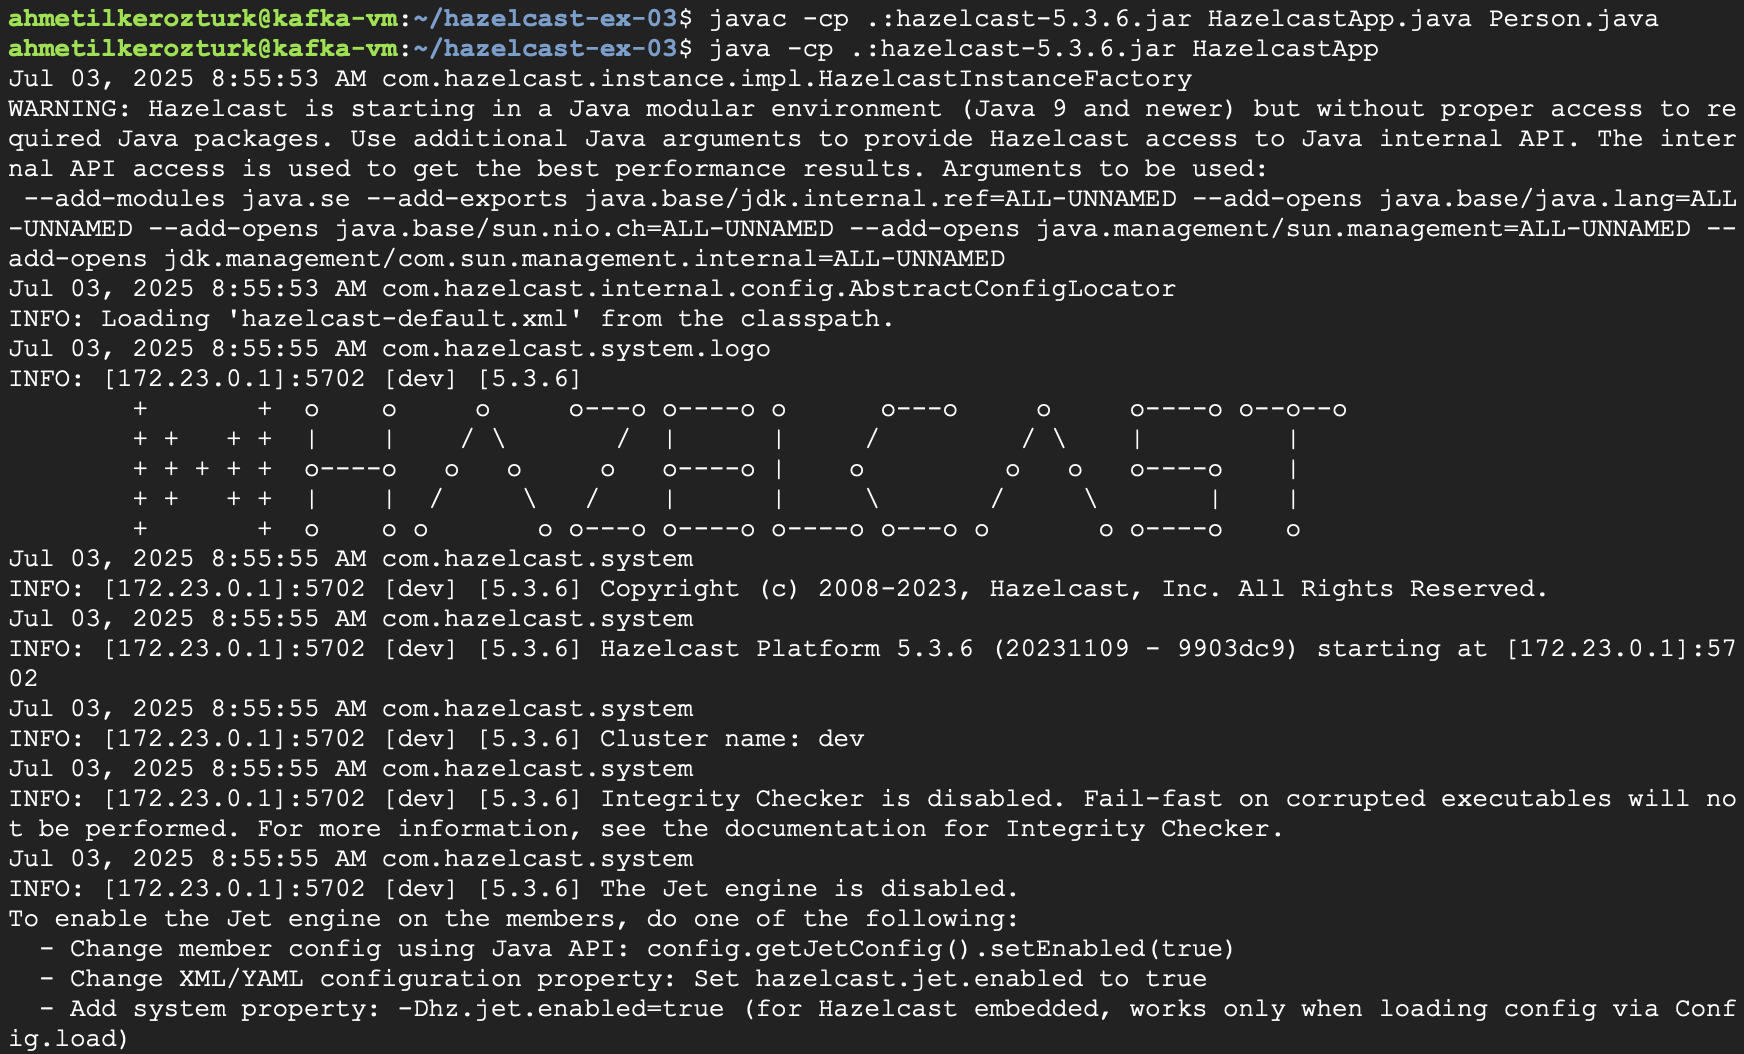 ahmetilkerozturk@kafka-vm:~/hazelcast-ex-03$ javac -cp .:hazelcast-5.3.6.jar HazelcastApp.java Person.java
ahmetilkerozturk@kafka-vm:~/hazelcast-ex-03$ java -cp .:hazelcast-5.3.6.jar HazelcastApp
Jul 03, 2025 8:55:53 AM com.hazelcast.instance.impl.HazelcastInstanceFactory
WARNING: Hazelcast is starting in a Java modular environment (Java 9 and newer) but without proper access to re
quired Java packages. Use additional Java arguments to provide Hazelcast access to Java internal API. The inter
nal API access is used to get the best performance results. Arguments to be used:
 --add-modules java.se --add-exports java.base/jdk.internal.ref=ALL-UNNAMED --add-opens java.base/java.lang=ALL
-UNNAMED --add-opens java.base/sun.nio.ch=ALL-UNNAMED --add-opens java.management/sun.management=ALL-UNNAMED --
add-opens jdk.management/com.sun.management.internal=ALL-UNNAMED
Jul 03, 2025 8:55:53 AM com.hazelcast.internal.config.AbstractConfigLocator
INFO: Loading 'hazelcast-default.xml' from the classpath.
Jul 03, 2025 8:55:55 AM com.hazelcast.system.logo
INFO: [172.23.0.1]:5702 [dev] [5.3.6]
        +       +  o    o     o     o---o o----o o      o---o     o     o----o o--o--o
        + +   + +  |    |    / \       /  |      |     /         / \    |         |
        + + + + +  o----o   o   o     o   o----o |    o         o   o   o----o    |
        + +   + +  |    |  /     \   /    |      |     \       /     \       |    |
        +       +  o    o o       o o---o o----o o----o o---o o       o o----o    o
Jul 03, 2025 8:55:55 AM com.hazelcast.system
INFO: [172.23.0.1]:5702 [dev] [5.3.6] Copyright (c) 2008-2023, Hazelcast, Inc. All Rights Reserved.
Jul 03, 2025 8:55:55 AM com.hazelcast.system
INFO: [172.23.0.1]:5702 [dev] [5.3.6] Hazelcast Platform 5.3.6 (20231109 - 9903dc9) starting at [172.23.0.1]:57
02
Jul 03, 2025 8:55:55 AM com.hazelcast.system
INFO: [172.23.0.1]:5702 [dev] [5.3.6] Cluster name: dev
Jul 03, 2025 8:55:55 AM com.hazelcast.system
INFO: [172.23.0.1]:5702 [dev] [5.3.6] Integrity Checker is disabled. Fail-fast on corrupted executables will no
t be performed. For more information, see the documentation for Integrity Checker.
Jul 03, 2025 8:55:55 AM com.hazelcast.system
INFO: [172.23.0.1]:5702 [dev] [5.3.6] The Jet engine is disabled.
To enable the Jet engine on the members, do one of the following:
  - Change member config using Java API: config.getJetConfig().setEnabled(true)
  - Change XML/YAML configuration property: Set hazelcast.jet.enabled to true
  - Add system property: -Dhz.jet.enabled=true (for Hazelcast embedded, works only when loading config via Conf
ig.load)